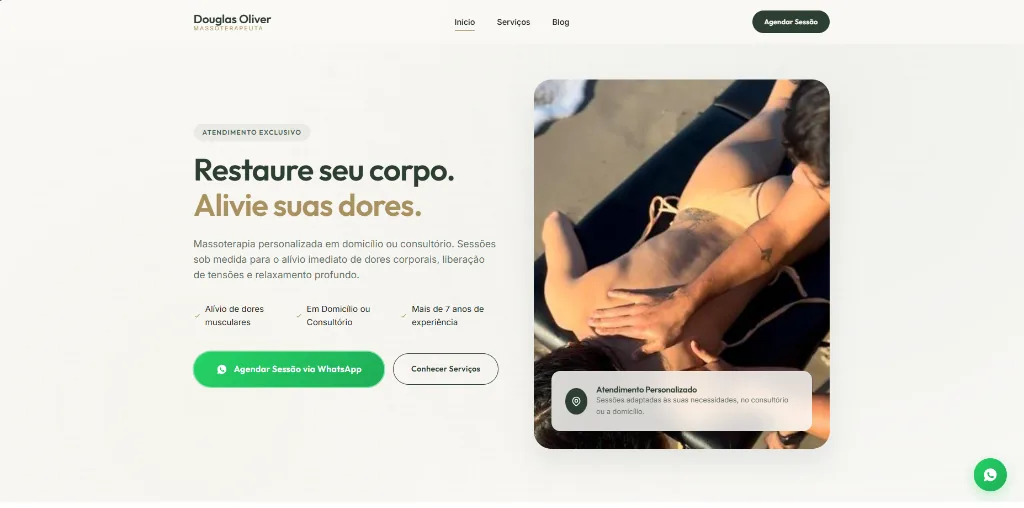 Douglas Oliver
MASSOTERAPEUTA
Início
Serviços
Blog
Agendar Sessão
ATENDIMENTO EXCLUSIVO
Restaure seu corpo.
Alivie suas dores.
Massoterapia personalizada em domicílio ou consultório. Sessões
sob medida para o alívio imediato de dores corporais, liberação
de tensões e relaxamento profundo.
Alívio de dores
musculares
Em Domicílio ou
Consultório
Mais de 7 anos de
experiência
Agendar Sessão via WhatsApp
Conhecer Serviços
Atendimento Personalizado
Sessões adaptadas às suas necessidades, no consultório
ou a domicílio.